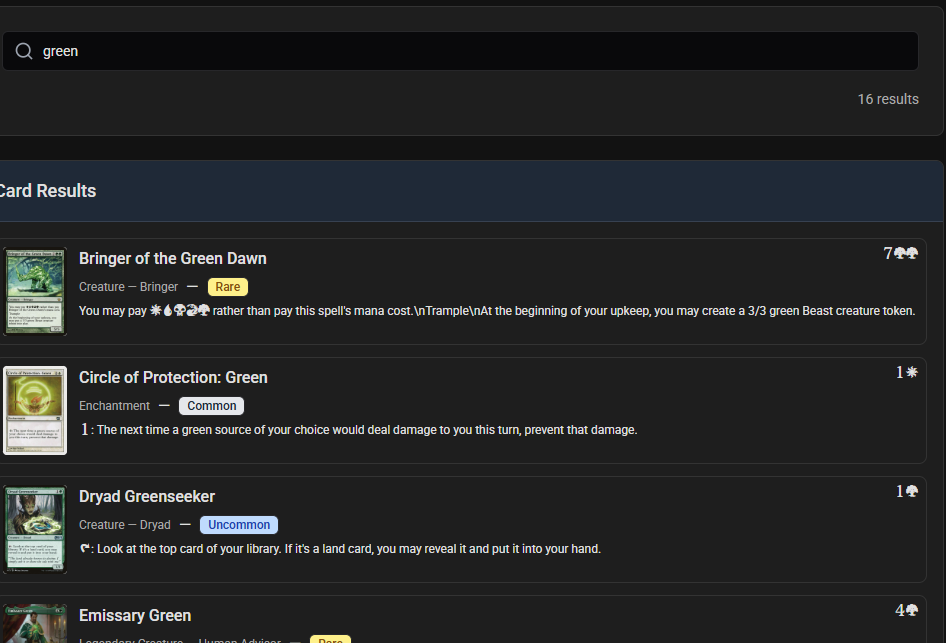 green
16 results
Card Results
Bringer of the Green Dawn
7
Creature — Bringer — Rare
You may pay rather than pay this spell's mana cost.\nTrample\nAt the beginning of your upkeep, you may create a 3/3 green Beast creature token.
Circle of Protection: Green
1
Enchantment — Common
1: The next time a green source of your choice would deal damage to you this turn, prevent that damage.
Dryad Greenseeker
1
Creature — Dryad — Uncommon
: Look at the top card of your library. If it's a land card, you may reveal it and put it into your hand.
Emissary Green
4
Legendary Creature — Human Advisor — Rare